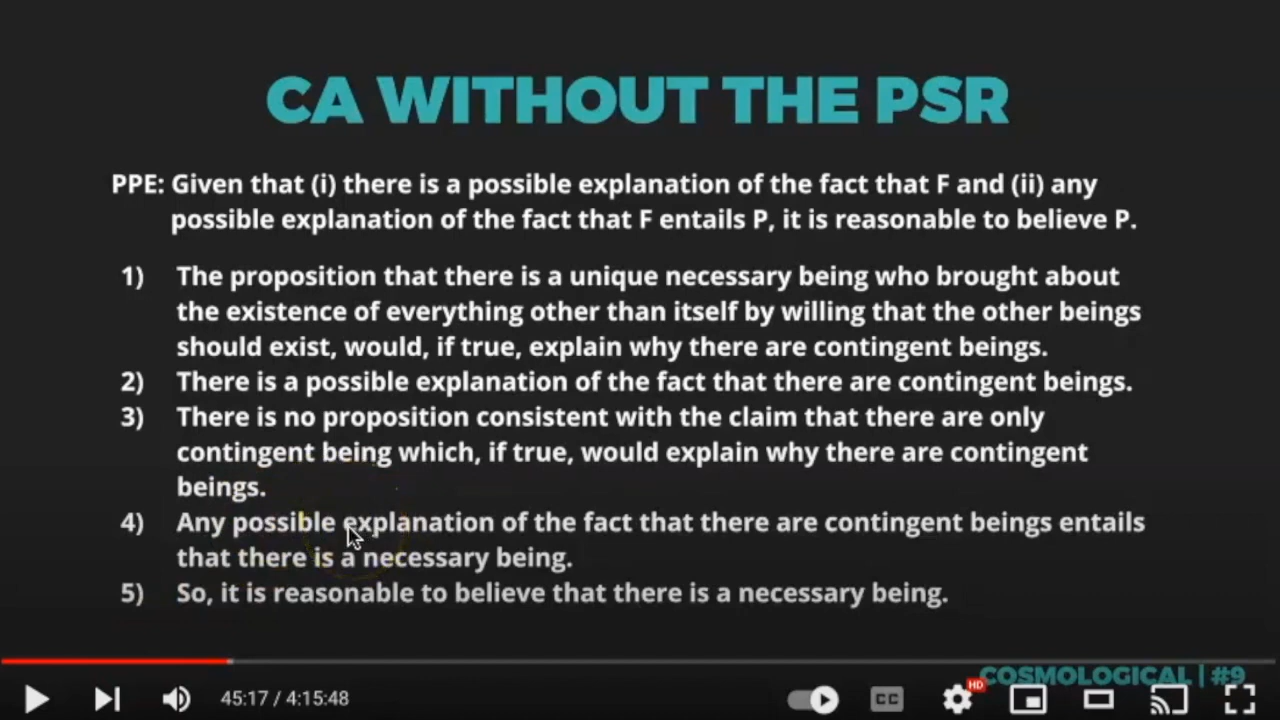 CA WITHOUT THE PSR
PPE: Given that (i) there is a possible explanation of the fact that F and (ii) any
possible explanation of the fact that F entails P, it is reasonable to believe P.
1) The proposition that there is a unique necessary being who brought about
the existence of everything other than itself by willing that the other beings
should exist, would, if true, explain why there are contingent beings.
2) There is a possible explanation of the fact that there are contingent beings.
3) There is no proposition consistent with the claim that there are only
contingent being which, if true, would explain why there are contingent
beings.
4) Any possible explanation of the fact that there are contingent beings entails
that there is a necessary being.
5) So, it is reasonable to believe that there is a necessary being.
COSMOLOGICAL | #9
45:17 / 4:15:48
CC
HD